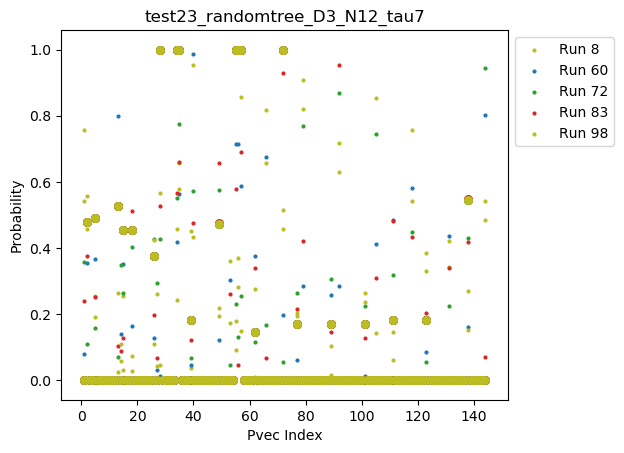 test23_randomtree_D3_N12_tau7
Probability
1.0
0.8
0.6
0.4
0.2
0.0
0 20 40 60 80 100 120 140
Pvec Index
Run 8
Run 60
Run 72
Run 83
Run 98